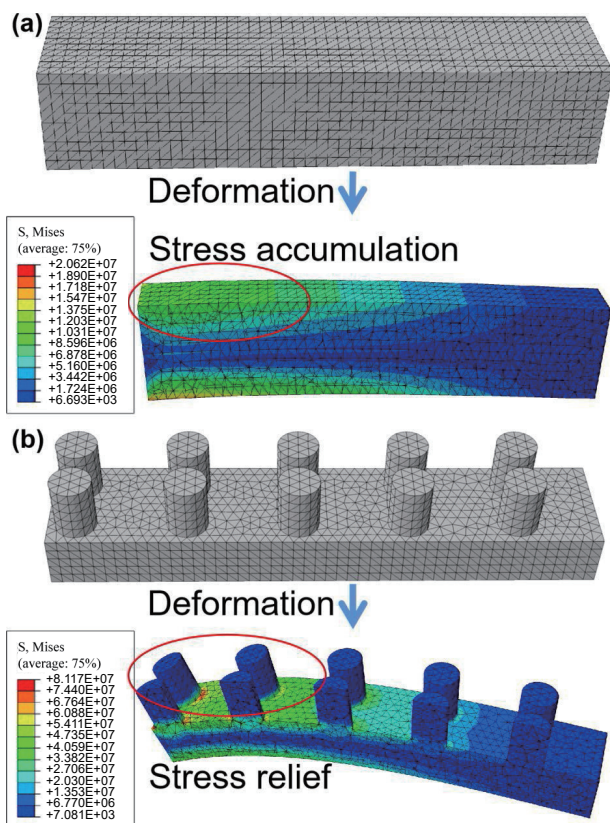 (a)
Deformation
S, Mises
(average: 75%)
+2.062E+07
+1.890E+07
+1.718E+07
+1.547E+07
+1.375E+07
+1.203E+07
+1.031E+07
+8.596E+06
+6.878E+06
+5.160E+06
+3.442E+06
+1.724E+06
+6.693E+03
Stress accumulation
(b)
Deformation
S, Mises
(average: 75%)
+8.117E+07
+7.440E+07
+6.764E+07
+6.088E+07
+5.411E+07
+4.735E+07
+4.059E+07
+3.382E+07
+2.706E+07
+2.030E+07
+1.353E+07
+6.770E+06
+7.081E+03
Stress relief